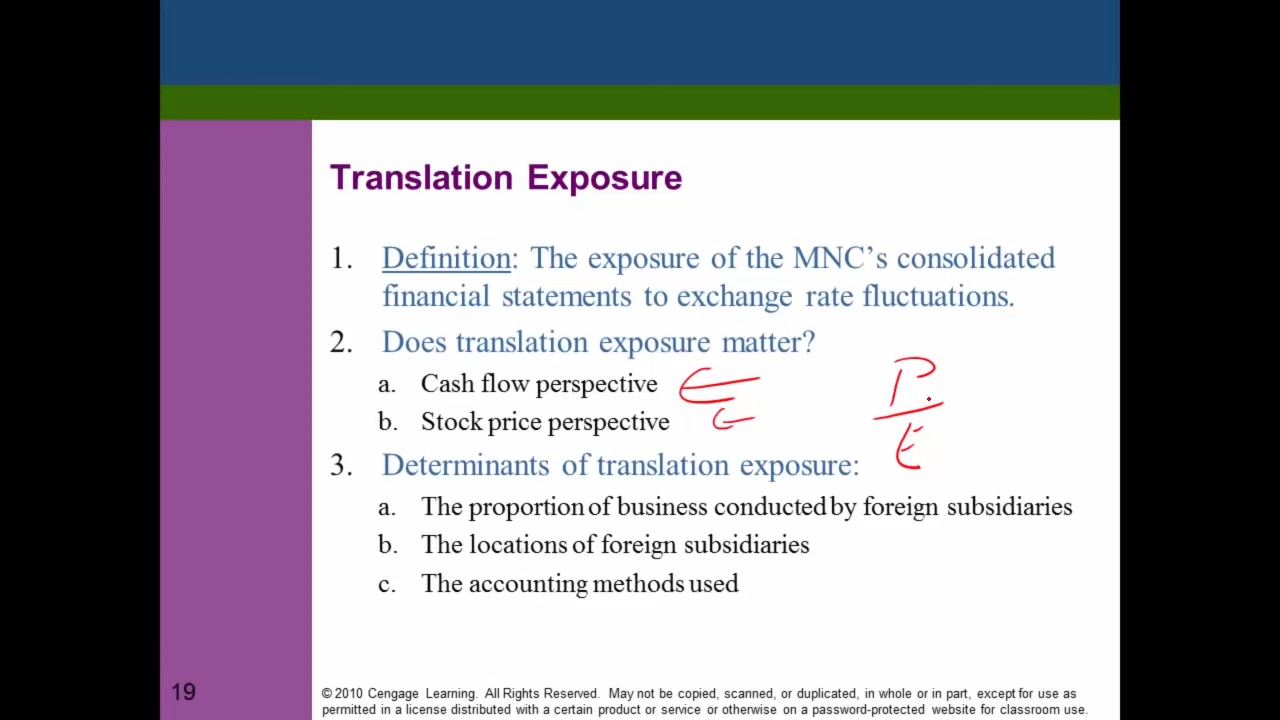 Translation Exposure
1. Definition: The exposure of the MNC's consolidated
financial statements to exchange rate fluctuations.
2. Does translation exposure matter?
a. Cash flow perspective
b. Stock price perspective
P
E
3. Determinants of translation exposure:
a. The proportion of business conducted by foreign subsidiaries
b. The locations of foreign subsidiaries
c. The accounting methods used
19
© 2010 Cengage Learning. All Rights Reserved. May not be copied, scanned, or duplicated, in whole or in part, except for use as
permitted in a license distributed with a certain product or service or otherwise on a password-protected website for classroom use.